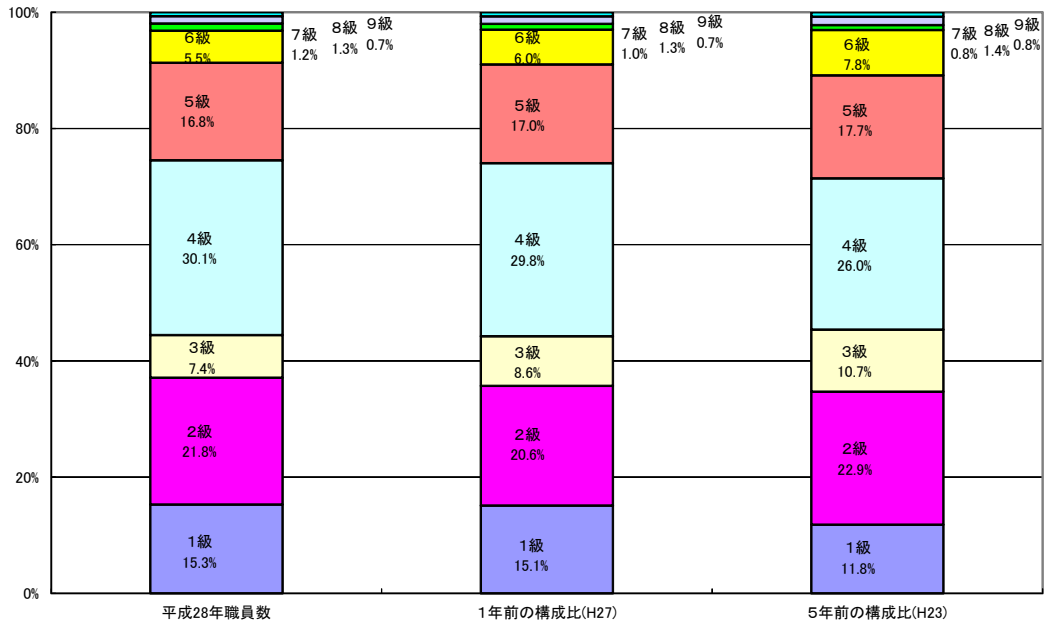 100%
80%
60%
40%
20%
0%
6級
5.5%
5級
16.8%
4級
30.1%
3級
7.4%
2級
21.8%
1級
15.3%
7級 8級 9級
1.2% 1.3% 0.7%
6級
6.0%
5級
17.0%
4級
29.8%
3級
8.6%
2級
20.6%
1級
15.1%
7級 8級 9級
1.0% 1.3% 0.7%
6級
7.8%
5級
17.7%
4級
26.0%
3級
10.7%
2級
22.9%
1級
11.8%
7級 8級 9級
0.8% 1.4% 0.8%
平成28年職員数
1年前の構成比(H27)
5年前の構成比(H23)